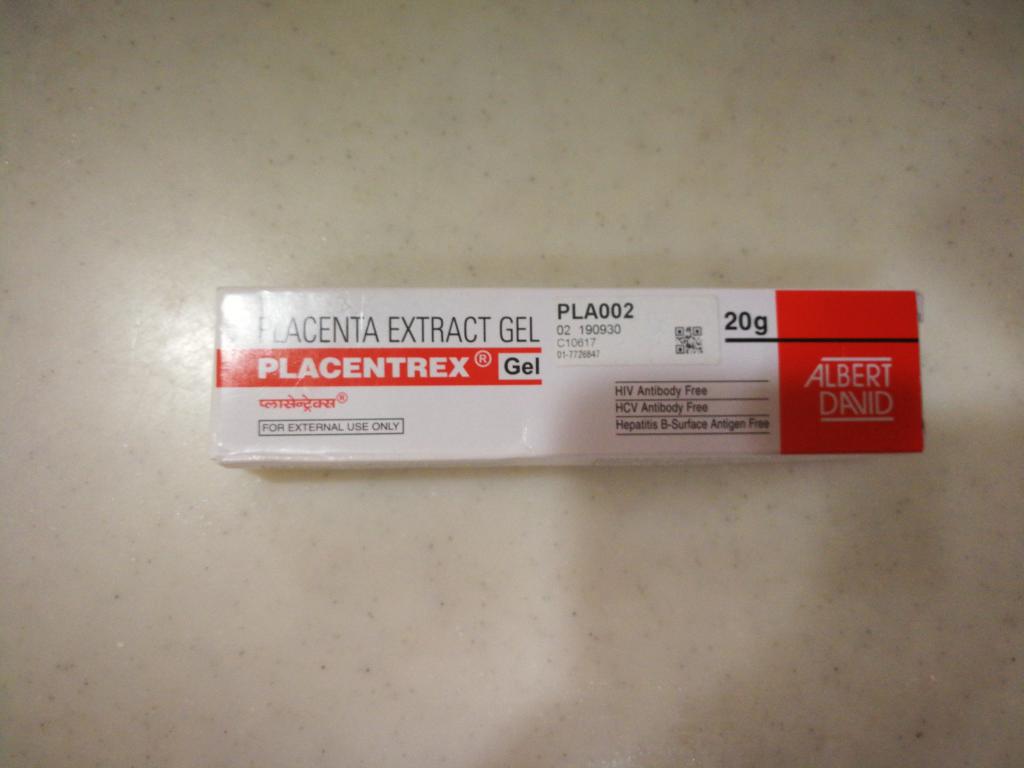 PLACENTA EXTRACT GEL
PLACENTREX® Gel
प्लासेन्ट्रेक्स®
FOR EXTERNAL USE ONLY
PLA002
02 190930
C10617
01-7726847
20g
HIV Antibody Free
HCV Antibody Free
Hepatitis B-Surface Antigen Free
ALBERT
DAVID